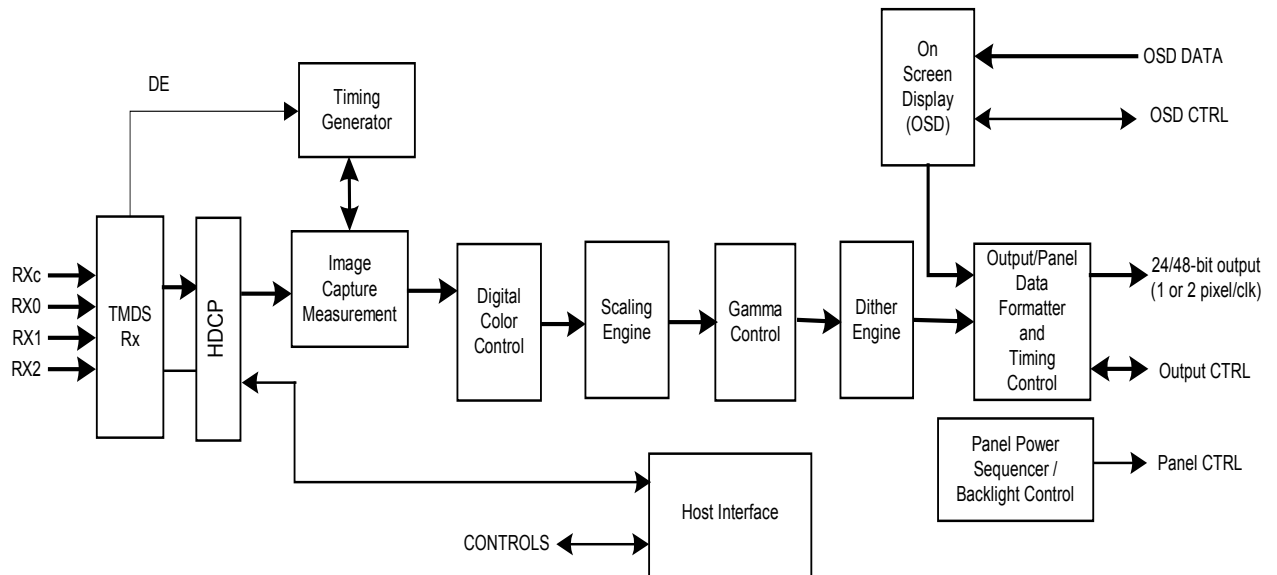 DE
Timing
Generator
On
Screen
Display
(OSD)
OSD DATA
OSD CTRL
RXc
RX0
RX1
RX2
TMDS
Rx
HDCP
Image
Capture
Measurement
Digital
Color
Control
Scaling
Engine
Gamma
Control
Dither
Engine
Output/Panel
Data
Formatter
and
Timing
Control
24/48-bit output
(1 or 2 pixel/clk)
Output CTRL
Panel Power
Sequencer /
Backlight Control
Panel CTRL
Host Interface
CONTROLS